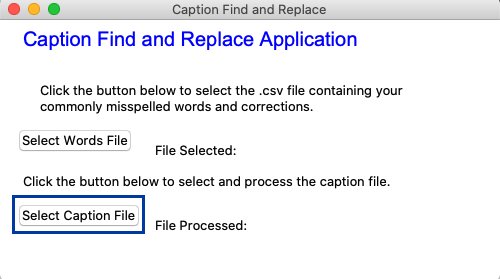 Caption Find and Replace
Caption Find and Replace Application
Click the button below to select the .csv file containing your
commonly misspelled words and corrections.
Select Words File
File Selected:
Click the button below to select and process the caption file.
Select Caption File
File Processed: